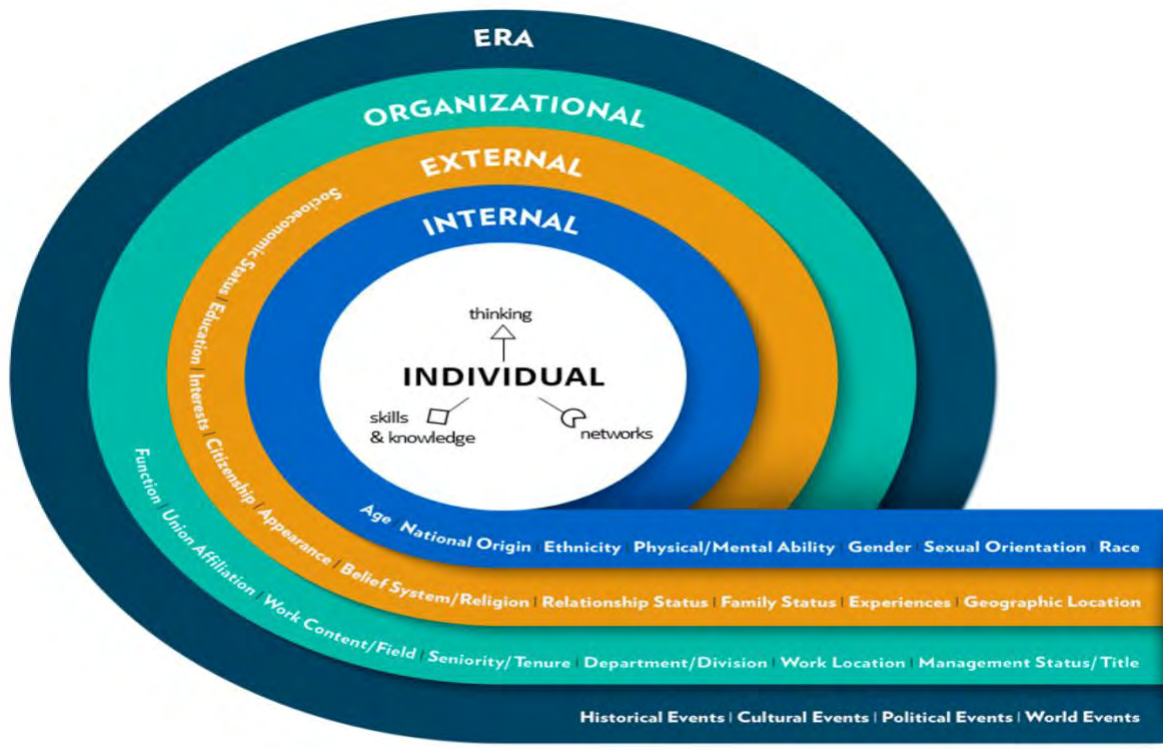 ERA
ORGANIZATIONAL
EXTERNAL
INTERNAL
thinking
INDIVIDUAL
skills
& knowledge
networks
Age | National Origin | Ethnicity | Physical/Mental Ability | Gender | Sexual Orientation | Race
Socioeconomic Status | Education | Interests | Citizenship | Appearance | Belief System/Religion | Relationship Status | Family Status | Experiences | Geographic Location
Function | Union Affiliation | Work Content/Field | Seniority/Tenure | Department/Division | Work Location | Management Status/Title
Historical Events | Cultural Events | Political Events | World Events